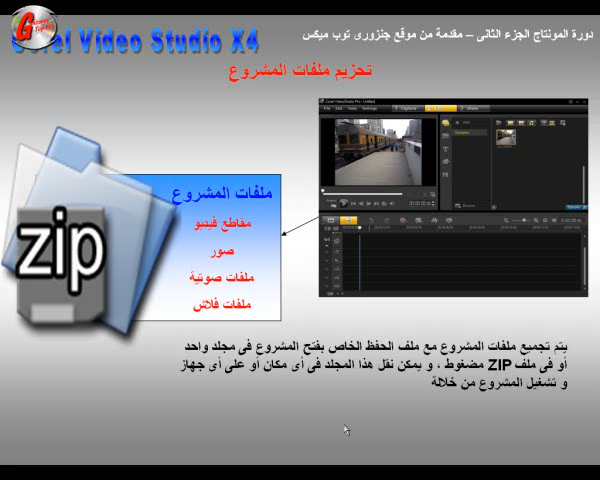 دورة المونتاج الجزء الثانى – مقدمة من موقع جنزورى توب ميكس
Corel Video Studio X4
تحزيم ملفات المشروع
ملفات المشروع
مقاطع فيديو
صور
ملفات صوتية
ملفات فلاش
zip
يتم تجميع ملفات المشروع مع ملف الحفظ الخاص بفتح المشروع فى مجلد واحد
أو فى ملف ZIP مضغوط ، و يمكن نقل هذا المجلد فى أى مكان أو على أى جهاز
و تشغيل المشروع من خلالة